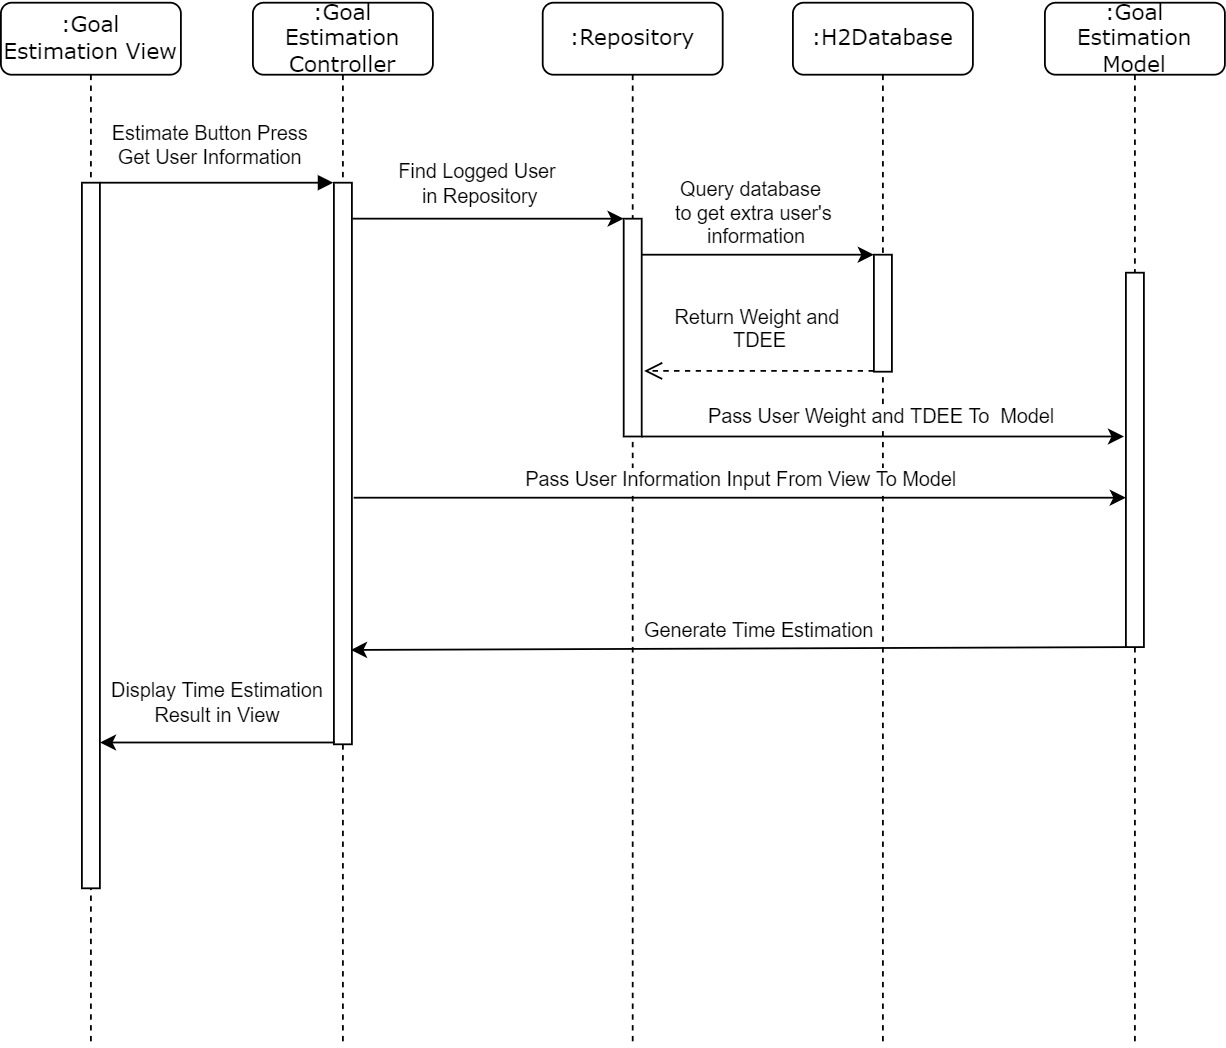 :Goal
Estimation View
:Goal
Estimation
Controller
:Repository
:H2Database
:Goal
Estimation
Model
Estimate Button Press
Get User Information
Find Logged User
in Repository
Query database
to get extra user's
information
Return Weight and
TDEE
Pass User Weight and TDEE To  Model
Pass User Information Input From View To Model
Generate Time Estimation
Display Time Estimation
Result in View